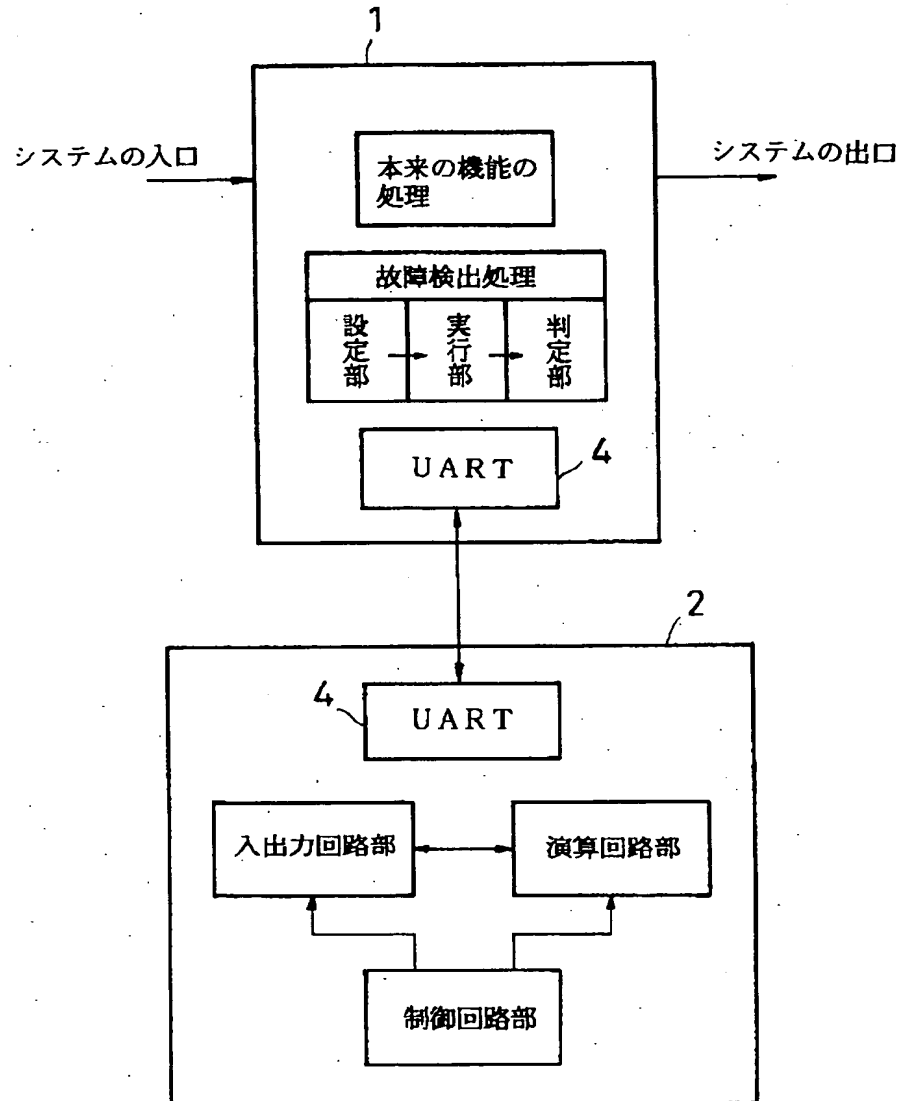 1
システムの入口
システムの出口
本来の機能の
処理
故障検出処理
設定部
実行部
判定部
UART
4
2
4
UART
入出力回路部
演算回路部
制御回路部